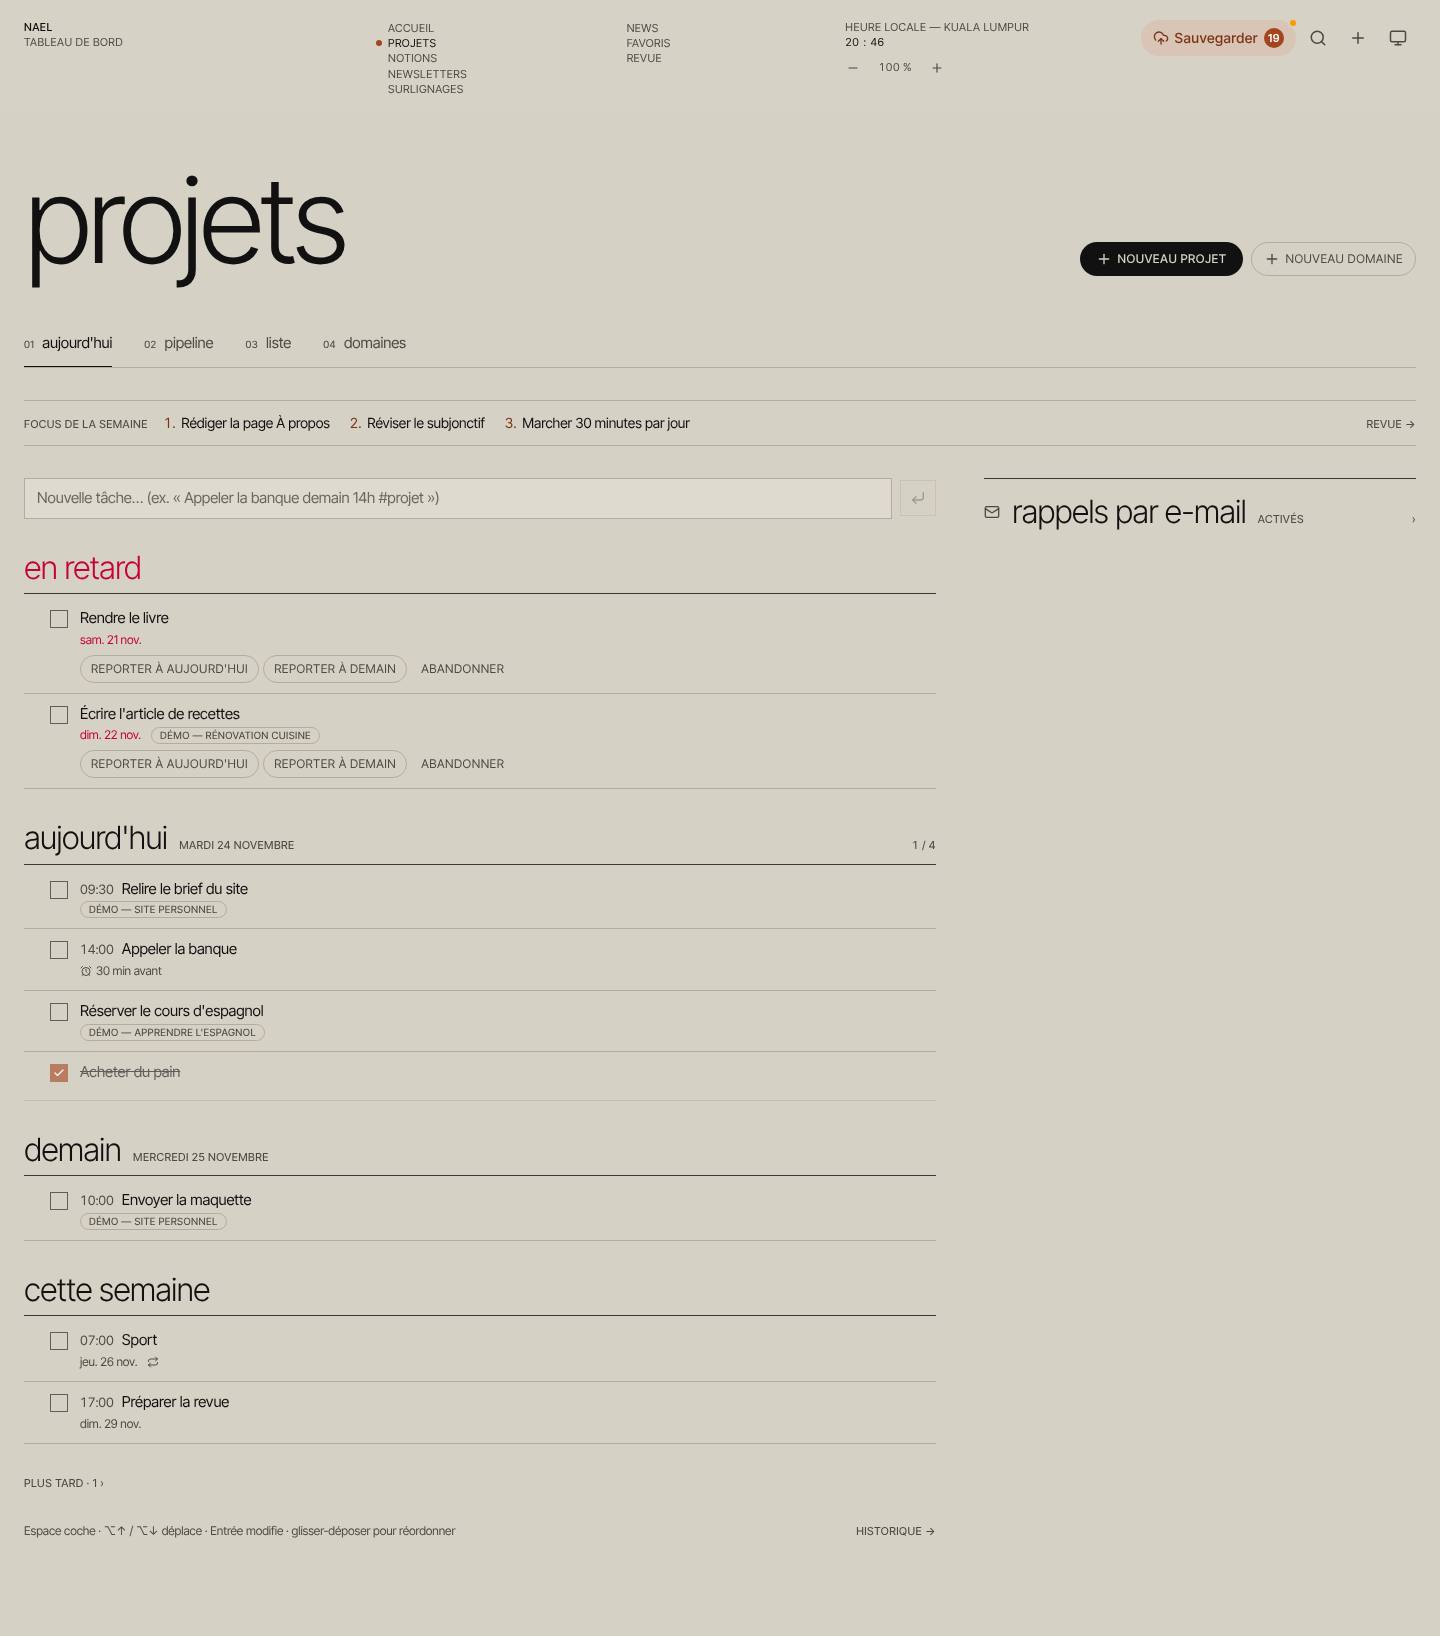 NAEL
TABLEAU DE BORD
ACCUEIL
PROJETS
NOTIONS
NEWSLETTERS
SURLIGNAGES
NEWS
FAVORIS
REVUE
HEURE LOCALE — KUALA LUMPUR
20 : 46
− 100 % +
Sauvegarder 19
projets
+ NOUVEAU PROJET
+ NOUVEAU DOMAINE
01 aujourd'hui 02 pipeline 03 liste 04 domaines
FOCUS DE LA SEMAINE 1. Rédiger la page À propos 2. Réviser le subjonctif 3. Marcher 30 minutes par jour REVUE →
Nouvelle tâche... (ex. « Appeler la banque demain 14h #projet »)
rappels par e-mail ACTIVÉS ›
en retard
Rendre le livre
sam. 21 nov.
REPORTER À AUJOURD'HUI REPORTER À DEMAIN ABANDONNER
Écrire l'article de recettes
dim. 22 nov. DÉMO — RÉNOVATION CUISINE
REPORTER À AUJOURD'HUI REPORTER À DEMAIN ABANDONNER
aujourd'hui MARDI 24 NOVEMBRE 1 / 4
09:30 Relire le brief du site
DÉMO — SITE PERSONNEL
14:00 Appeler la banque
30 min avant
Réserver le cours d'espagnol
DÉMO — APPRENDRE L'ESPAGNOL
Acheter du pain
demain MERCREDI 25 NOVEMBRE
10:00 Envoyer la maquette
DÉMO — SITE PERSONNEL
cette semaine
07:00 Sport
jeu. 26 nov.
17:00 Préparer la revue
dim. 29 nov.
PLUS TARD · 1 ›
Espace coche · ⌥↑ / ⌥↓ déplace · Entrée modifie · glisser-déposer pour réordonner
HISTORIQUE →